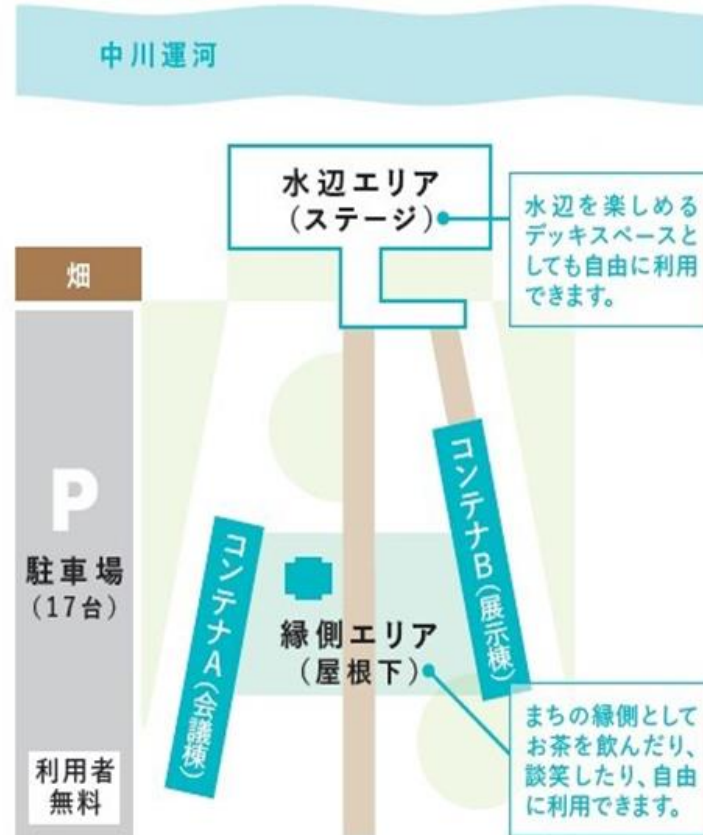 中川運河
水辺エリア
（ステージ）
水辺を楽しめる
デッキスペースと
しても自由に利用
できます。
畑
P
駐車場
（17台）
利用者
無料
コンテナA（会議棟）
コンテナB（展示棟）
縁側エリア
（屋根下）
まちの縁側として
お茶を飲んだり、
談笑したり、自由
に利用できます。